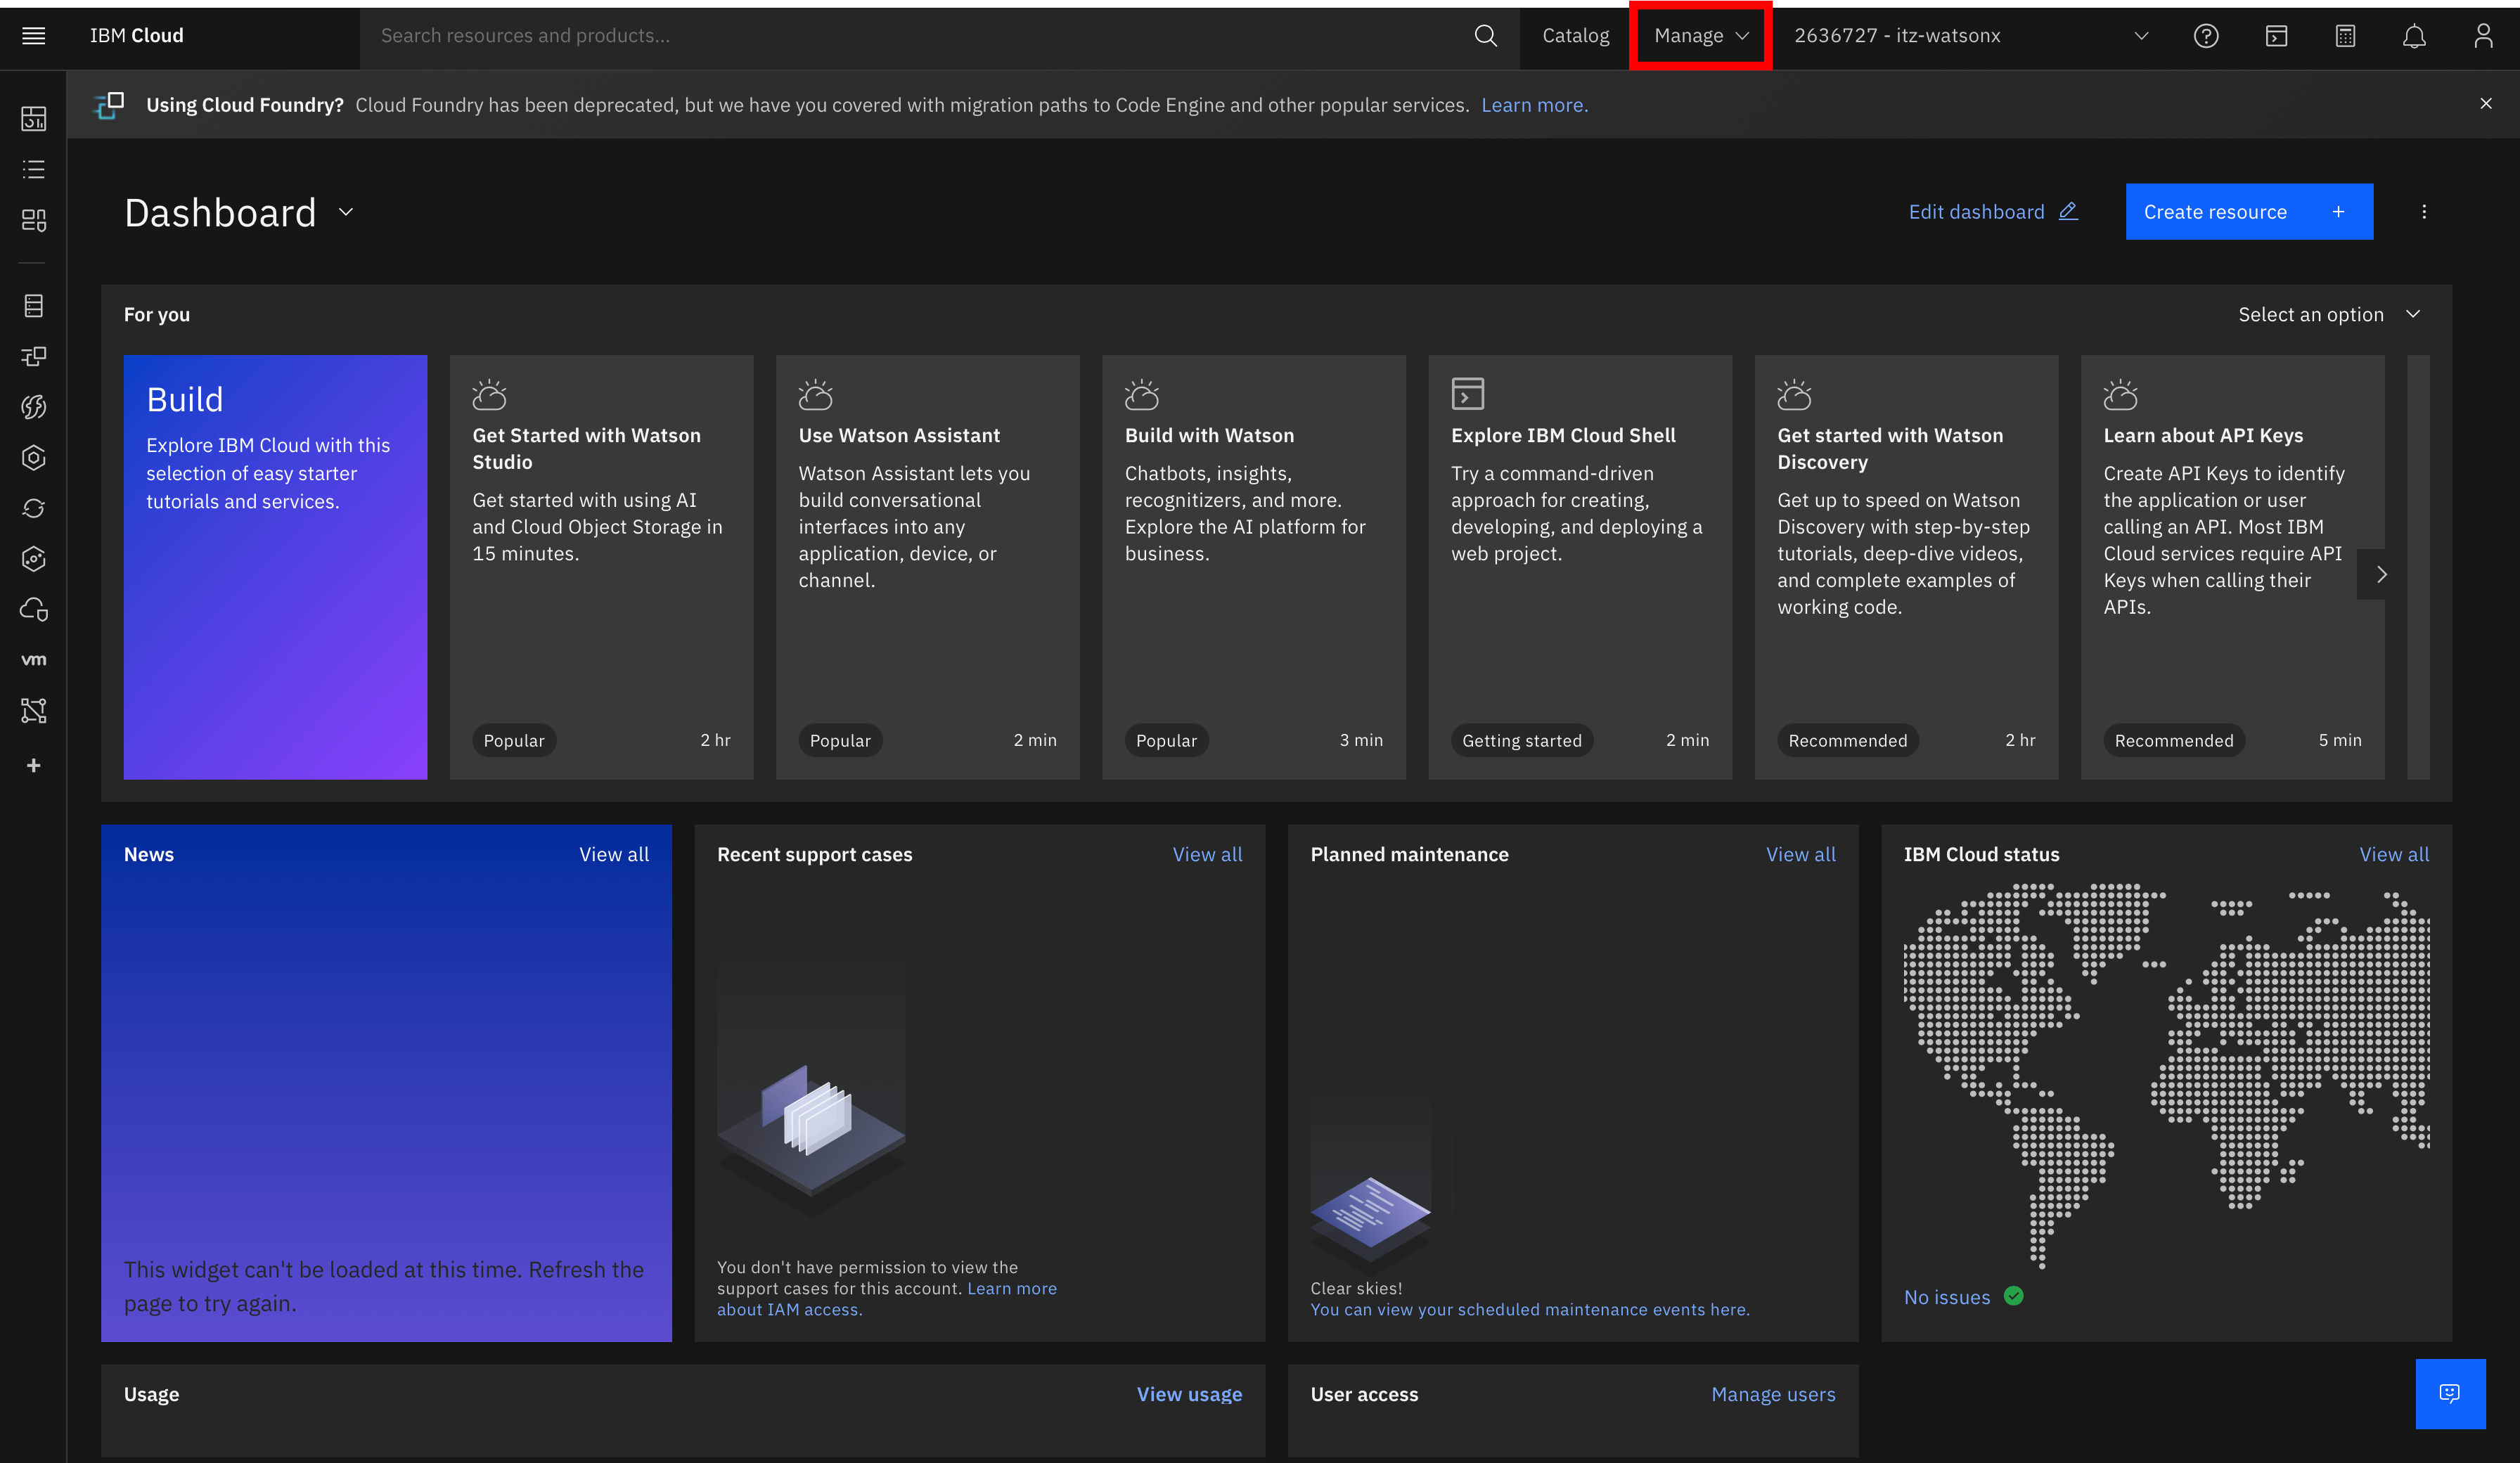 IBM Cloud
Search resources and products...
Catalog
Manage
2636727 - itz-watsonx
Using Cloud Foundry? Cloud Foundry has been deprecated, but we have you covered with migration paths to Code Engine and other popular services. Learn more.
Dashboard
Edit dashboard
Create resource
For you
Select an option
Build
Explore IBM Cloud with this
selection of easy starter
tutorials and services.
Get Started with Watson
Studio
Get started with using AI
and Cloud Object Storage in
15 minutes.
Popular
2 hr
Use Watson Assistant
Watson Assistant lets you
build conversational
interfaces into any
application, device, or
channel.
Popular
2 min
Build with Watson
Chatbots, insights,
recognitizers, and more.
Explore the AI platform for
business.
Popular
3 min
Explore IBM Cloud Shell
Try a command-driven
approach for creating,
developing, and deploying a
web project.
Getting started
2 min
Get started with Watson
Discovery
Get up to speed on Watson
Discovery with step-by-step
tutorials, deep-dive videos,
and complete examples of
working code.
Recommended
2 hr
Learn about API Keys
Create API Keys to identify
the application or user
calling an API. Most IBM
Cloud services require API
Keys when calling their
APIs.
Recommended
5 min
vm
News
View all
This widget can't be loaded at this time. Refresh the
page to try again.
Recent support cases
View all
You don't have permission to view the
support cases for this account. Learn more
about IAM access.
Planned maintenance
View all
Clear skies!
You can view your scheduled maintenance events here.
IBM Cloud status
View all
No issues
Usage
View usage
User access
Manage users